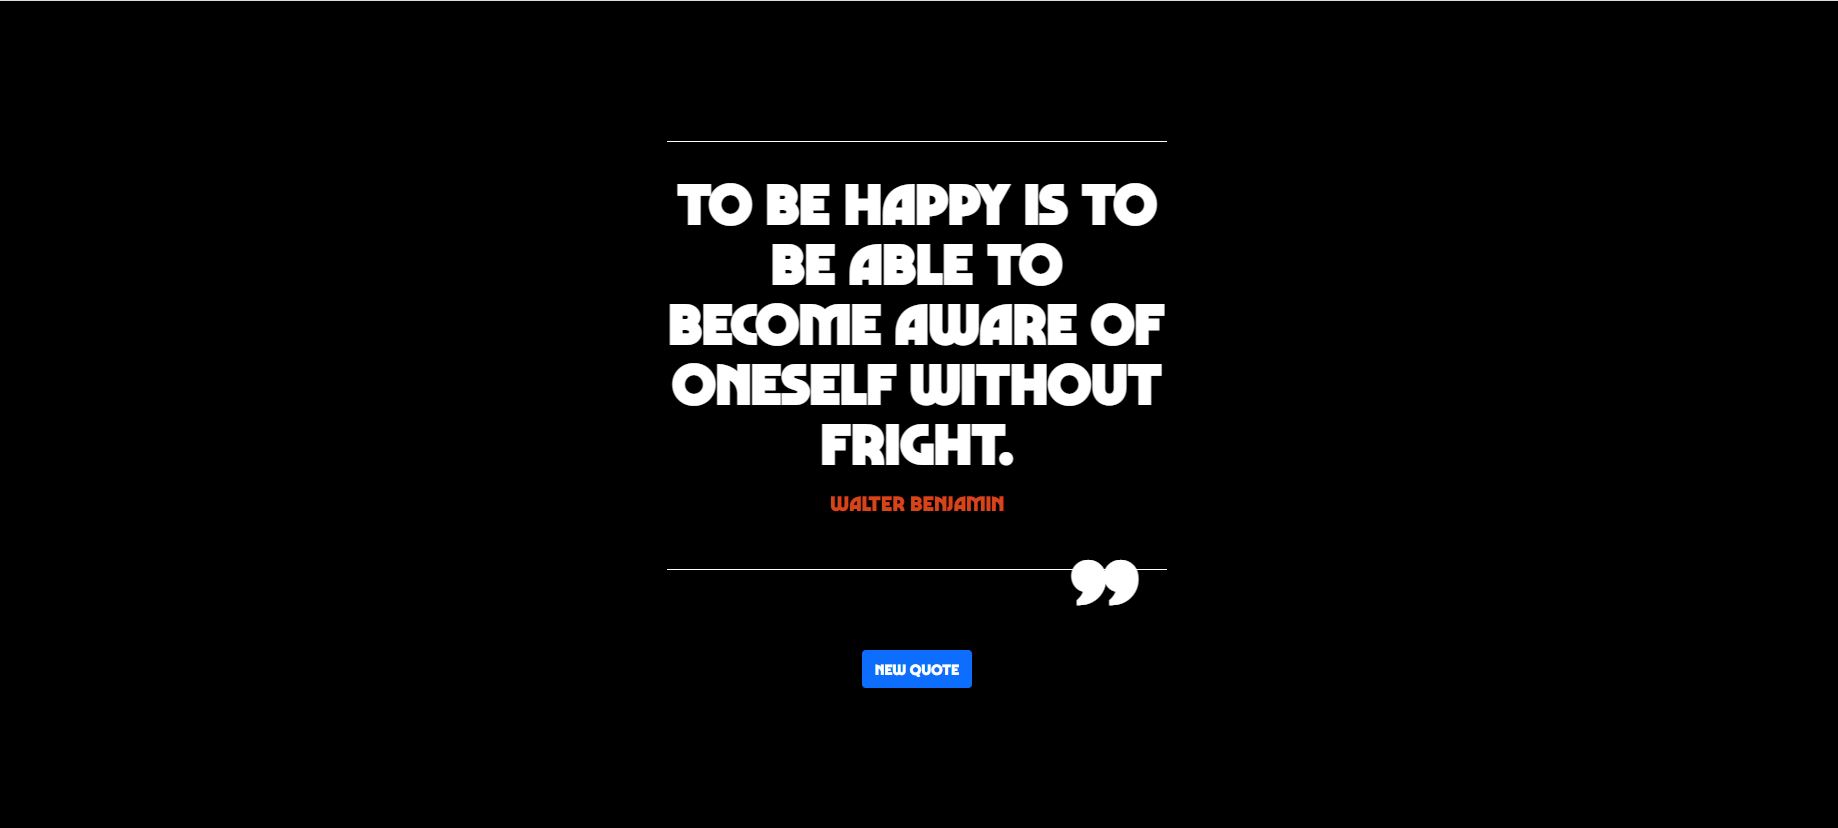 TO BE HAPPY IS TO
BE ABLE TO
BECOME AWARE OF
ONESELF WITHOUT
FRIGHT.
WALTER BENJAMIN
”
NEW QUOTE